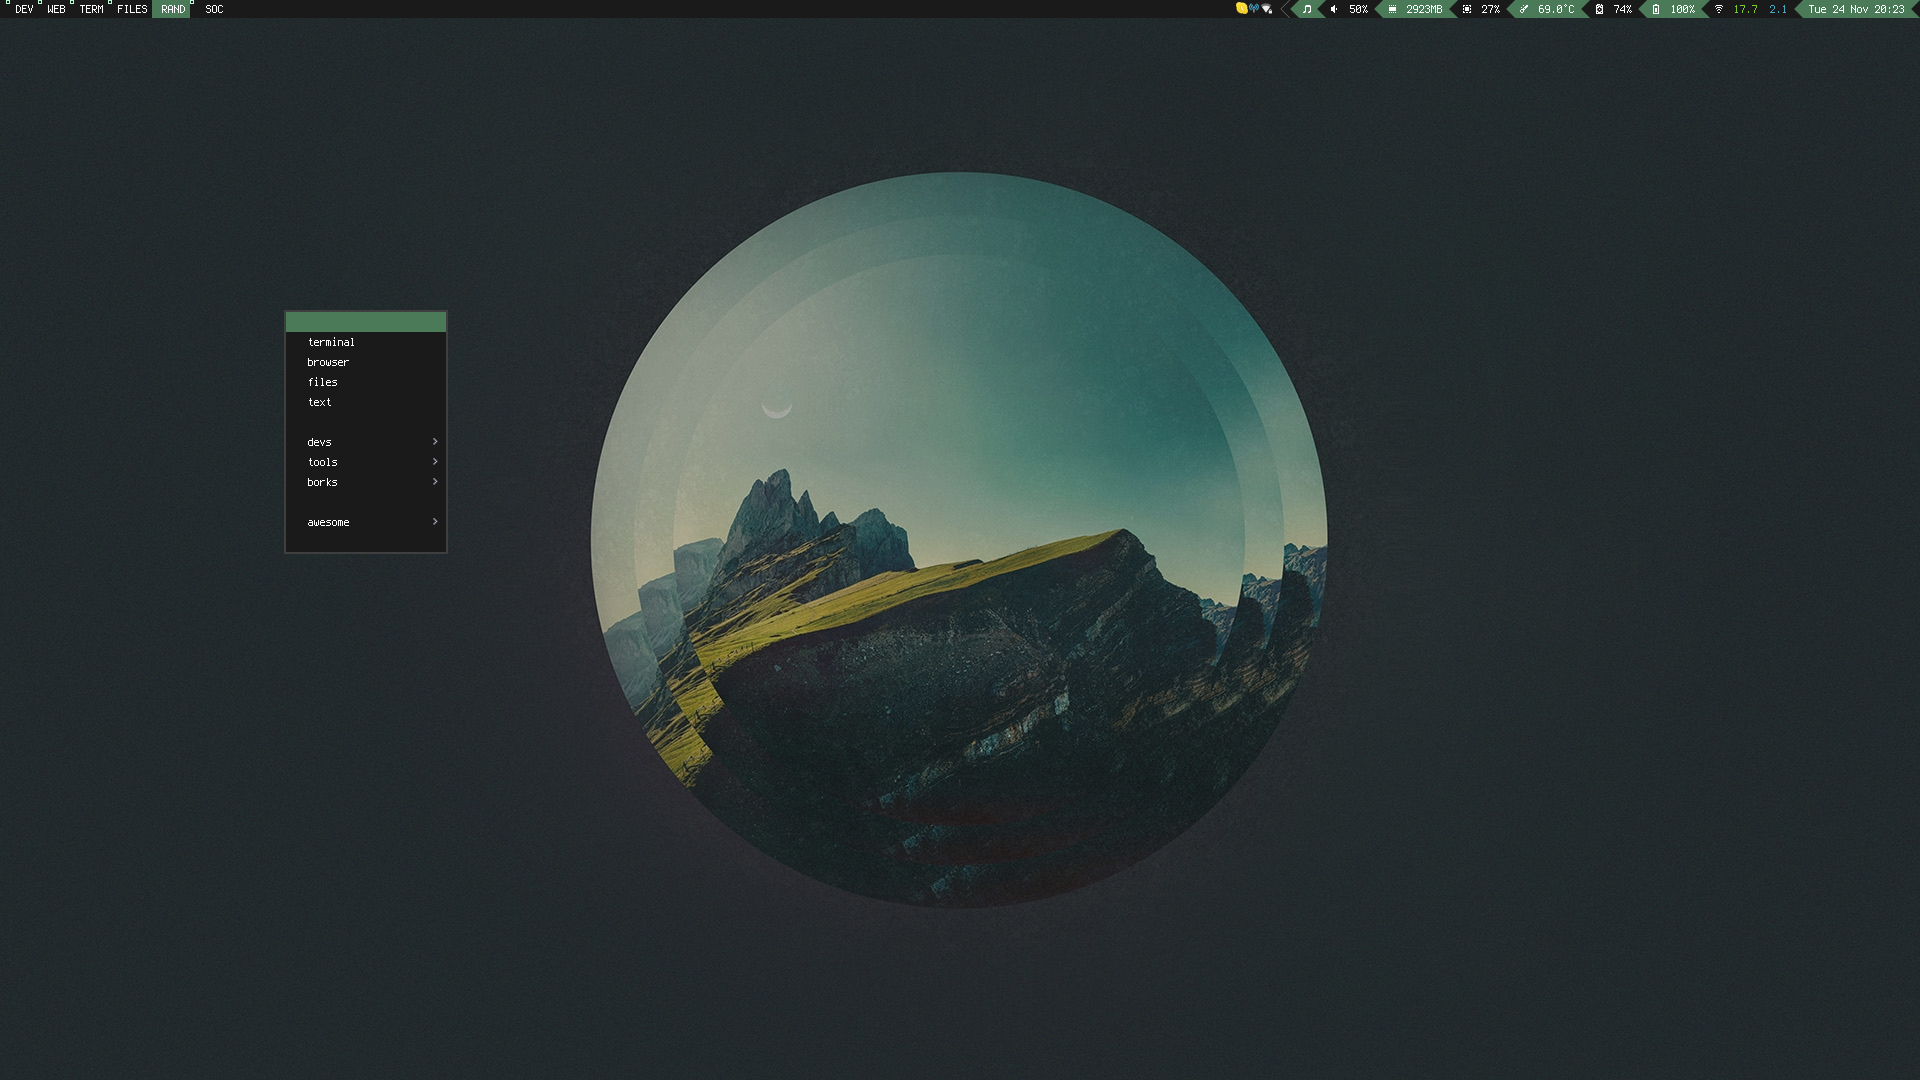 DEV WEB TERM FILES RAND SOC 50% 2923MB 27% 69.0°C 74% 100% 17.7 2.1 Tue 24 Nov 20:23
terminal
browser
files
text
devs
tools
borks
awesome